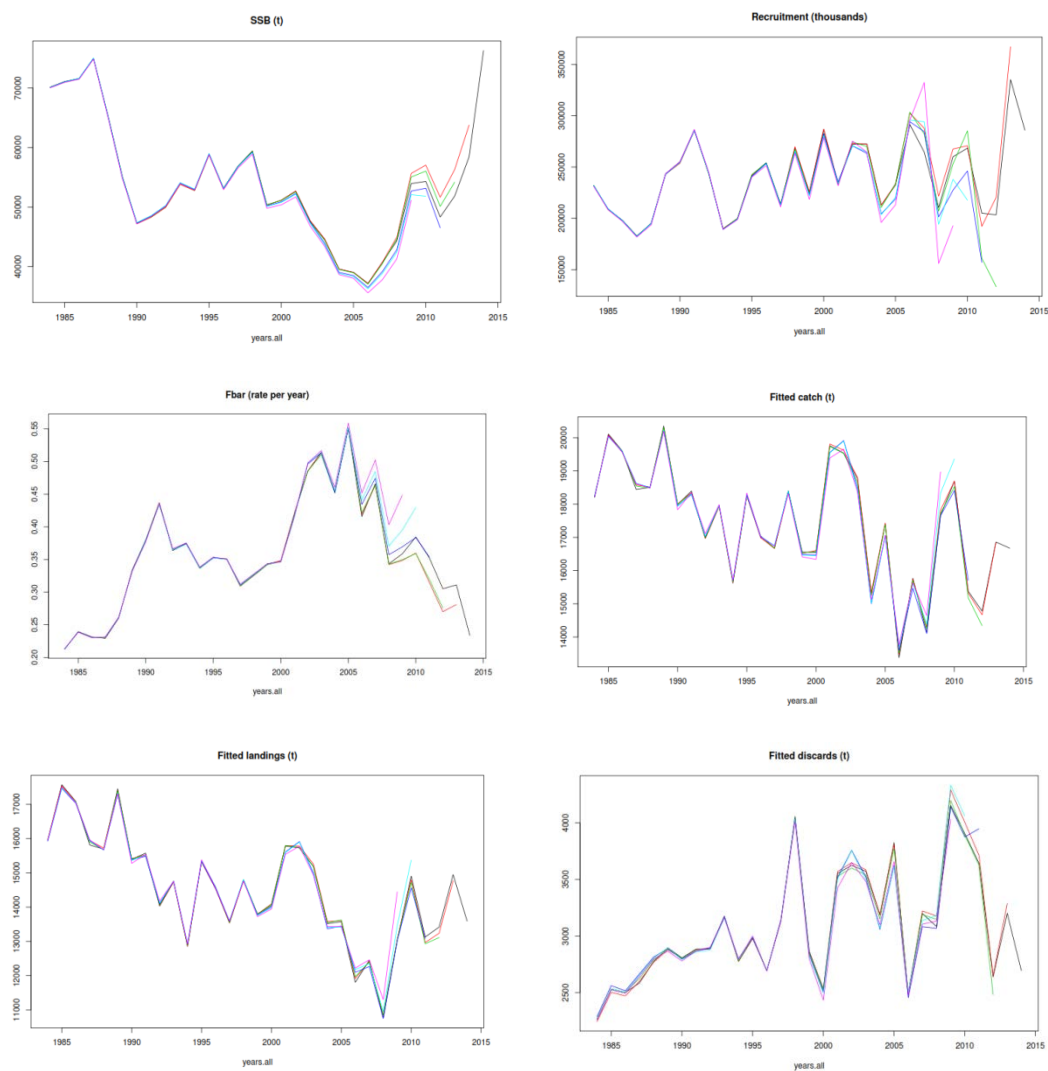 SSB (t)
70000
60000
50000
40000
1985 1990 1995 2000 2005 2010 2015
years.all
Recruitment (thousands)
350000
300000
250000
200000
150000
1985 1990 1995 2000 2005 2010 2015
years.all
Fbar (rate per year)
0.55
0.50
0.45
0.40
0.35
0.30
0.25
0.20
1985 1990 1995 2000 2005 2010 2015
years.all
Fitted catch (t)
20000
19000
18000
17000
16000
15000
14000
1985 1990 1995 2000 2005 2010 2015
years.all
Fitted landings (t)
17000
16000
15000
14000
13000
12000
11000
1985 1990 1995 2000 2005 2010 2015
years.all
Fitted discards (t)
4000
3500
3000
2500
1985 1990 1995 2000 2005 2010 2015
years.all